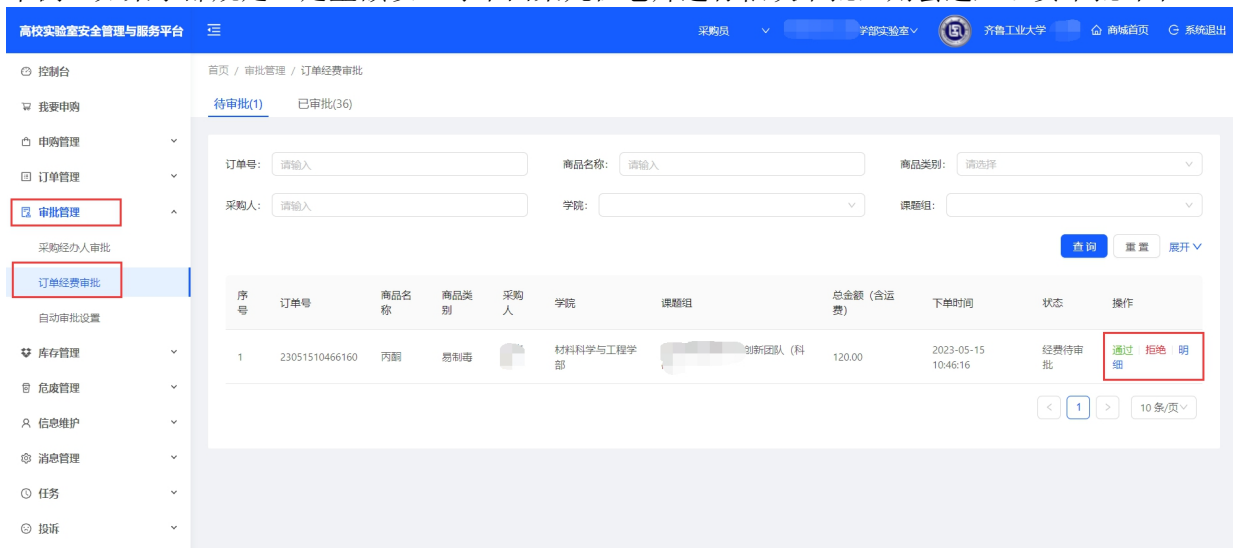 高校实验室安全管理与服务平台
采购员 学部实验室 齐鲁工业大学 商城首页 系统退出
控制台
我要申购
申购管理
订单管理
审批管理
采购经办人审批
订单经费审批
自动审批设置
库存管理
危废管理
信息维护
消息管理
任务
投诉
首页 / 审批管理 / 订单经费审批
待审批(1) 已审批(36)
订单号: 请输入 商品名称: 请输入 商品类别: 请选择
采购人: 请输入 学院: 课题组:
查询 重置 展开
序号 订单号 商品名称 商品类别 采购人 学院 课题组 总金额（含运费） 下单时间 状态 操作
1 23051510466160 丙酮 易制毒 材料科学与工程学部 创新团队（科 120.00 2023-05-15 10:46:16 经费待审批 通过 拒绝 明细
1 10 条/页